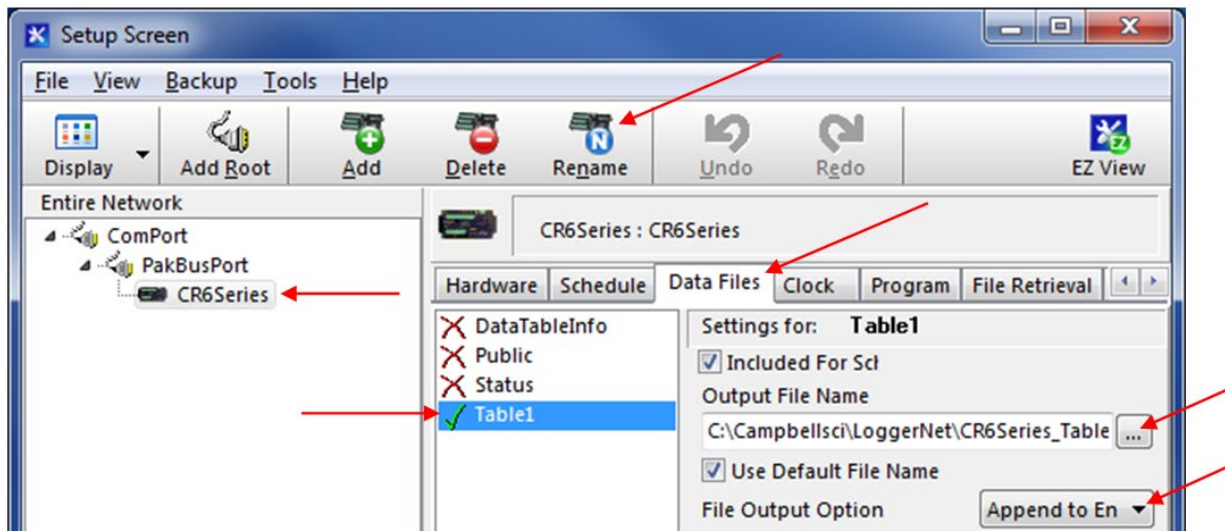 Setup Screen
File View Backup Tools Help
Display Add Root Add Delete Rename Undo Redo EZ View
Entire Network
ComPort
PakBusPort
CR6Series
CR6Series : CR6Series
Hardware Schedule Data Files Clock Program File Retrieval
DataTableInfo
Public
Status
Table1
Settings for: Table1
Included For Sch
Output File Name
C:\Campbellsci\LoggerNet\CR6Series_Table ...
Use Default File Name
File Output Option Append to En